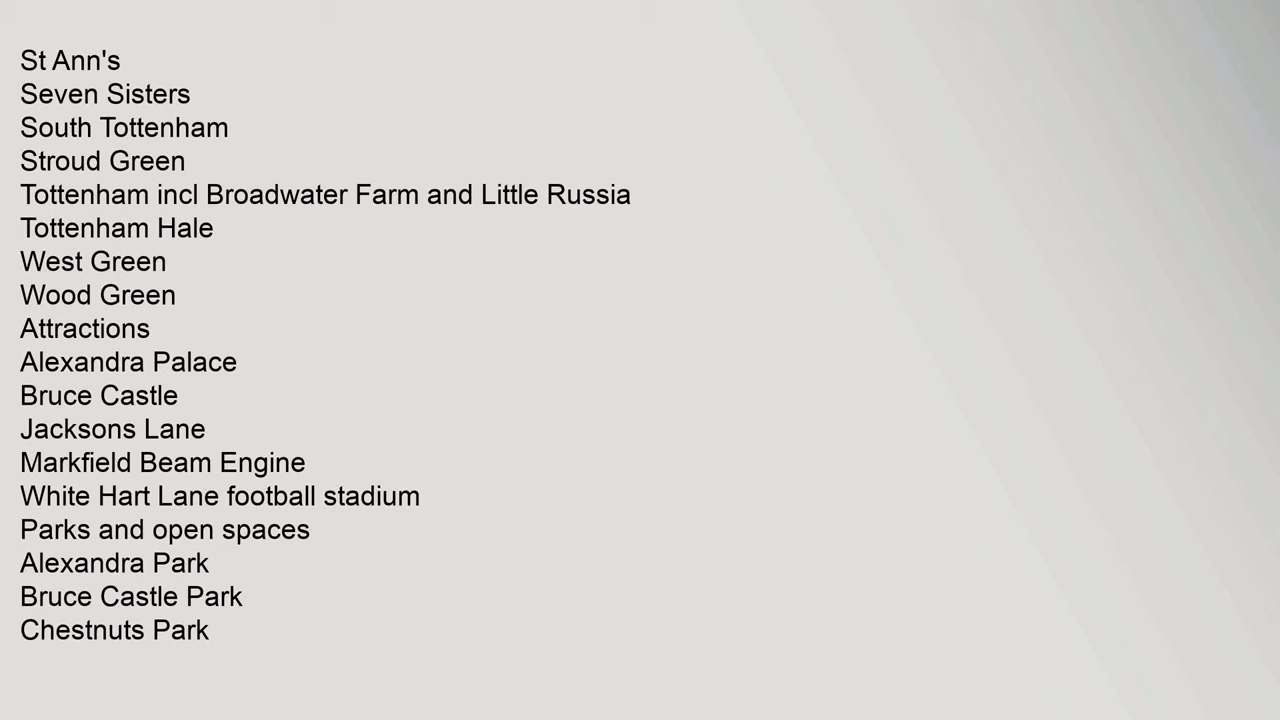 St Ann's
Seven Sisters
South Tottenham
Stroud Green
Tottenham incl Broadwater Farm and Little Russia
Tottenham Hale
West Green
Wood Green
Attractions
Alexandra Palace
Bruce Castle
Jacksons Lane
Markfield Beam Engine
White Hart Lane football stadium
Parks and open spaces
Alexandra Park
Bruce Castle Park
Chestnuts Park